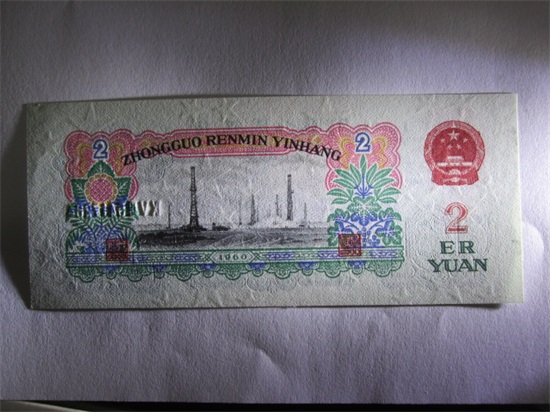 2
2
ZHONGGUO RENMIN YINHANG
1960
2
ER
YUAN